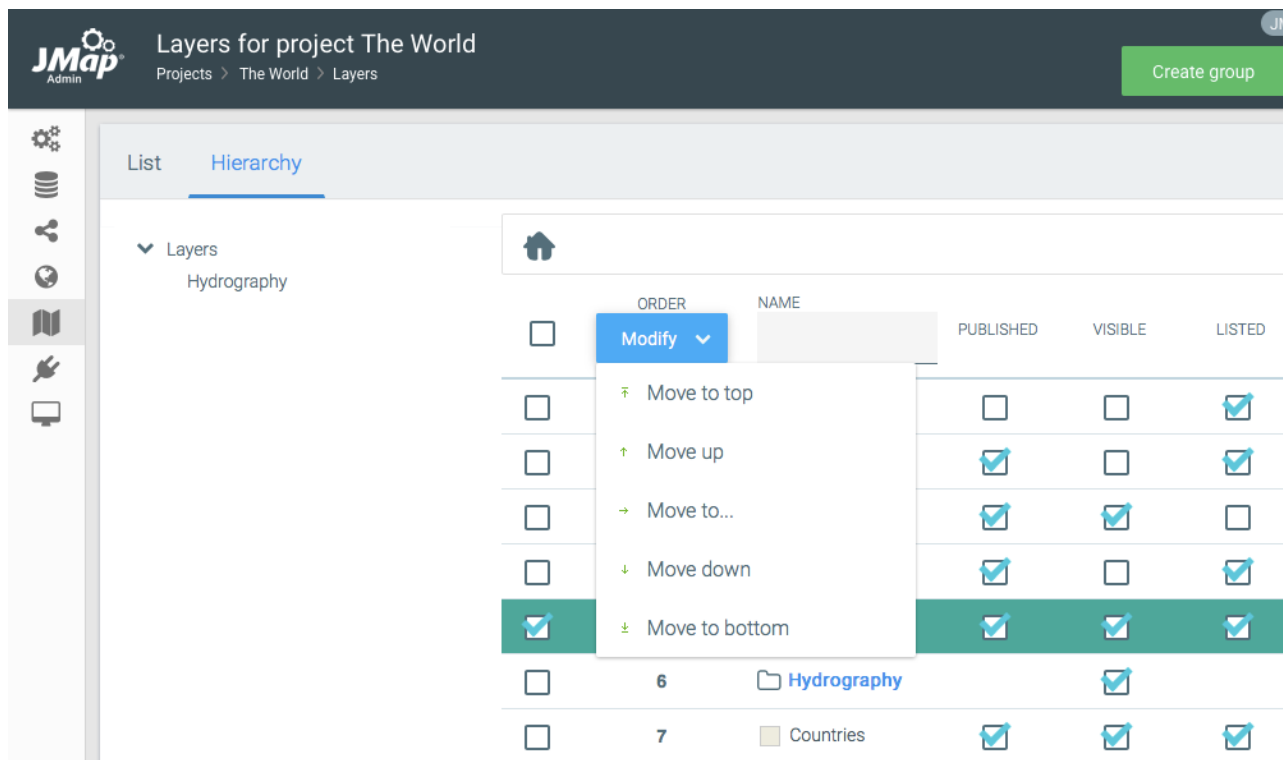 JMap
Admin
Layers for project The World
Projects > The World > Layers
JM
Create group
List
Hierarchy
Layers
Hydrography
ORDER
NAME
Modify
PUBLISHED
VISIBLE
LISTED
Move to top
Move up
Move to...
Move down
Move to bottom
6 Hydrography
7 Countries